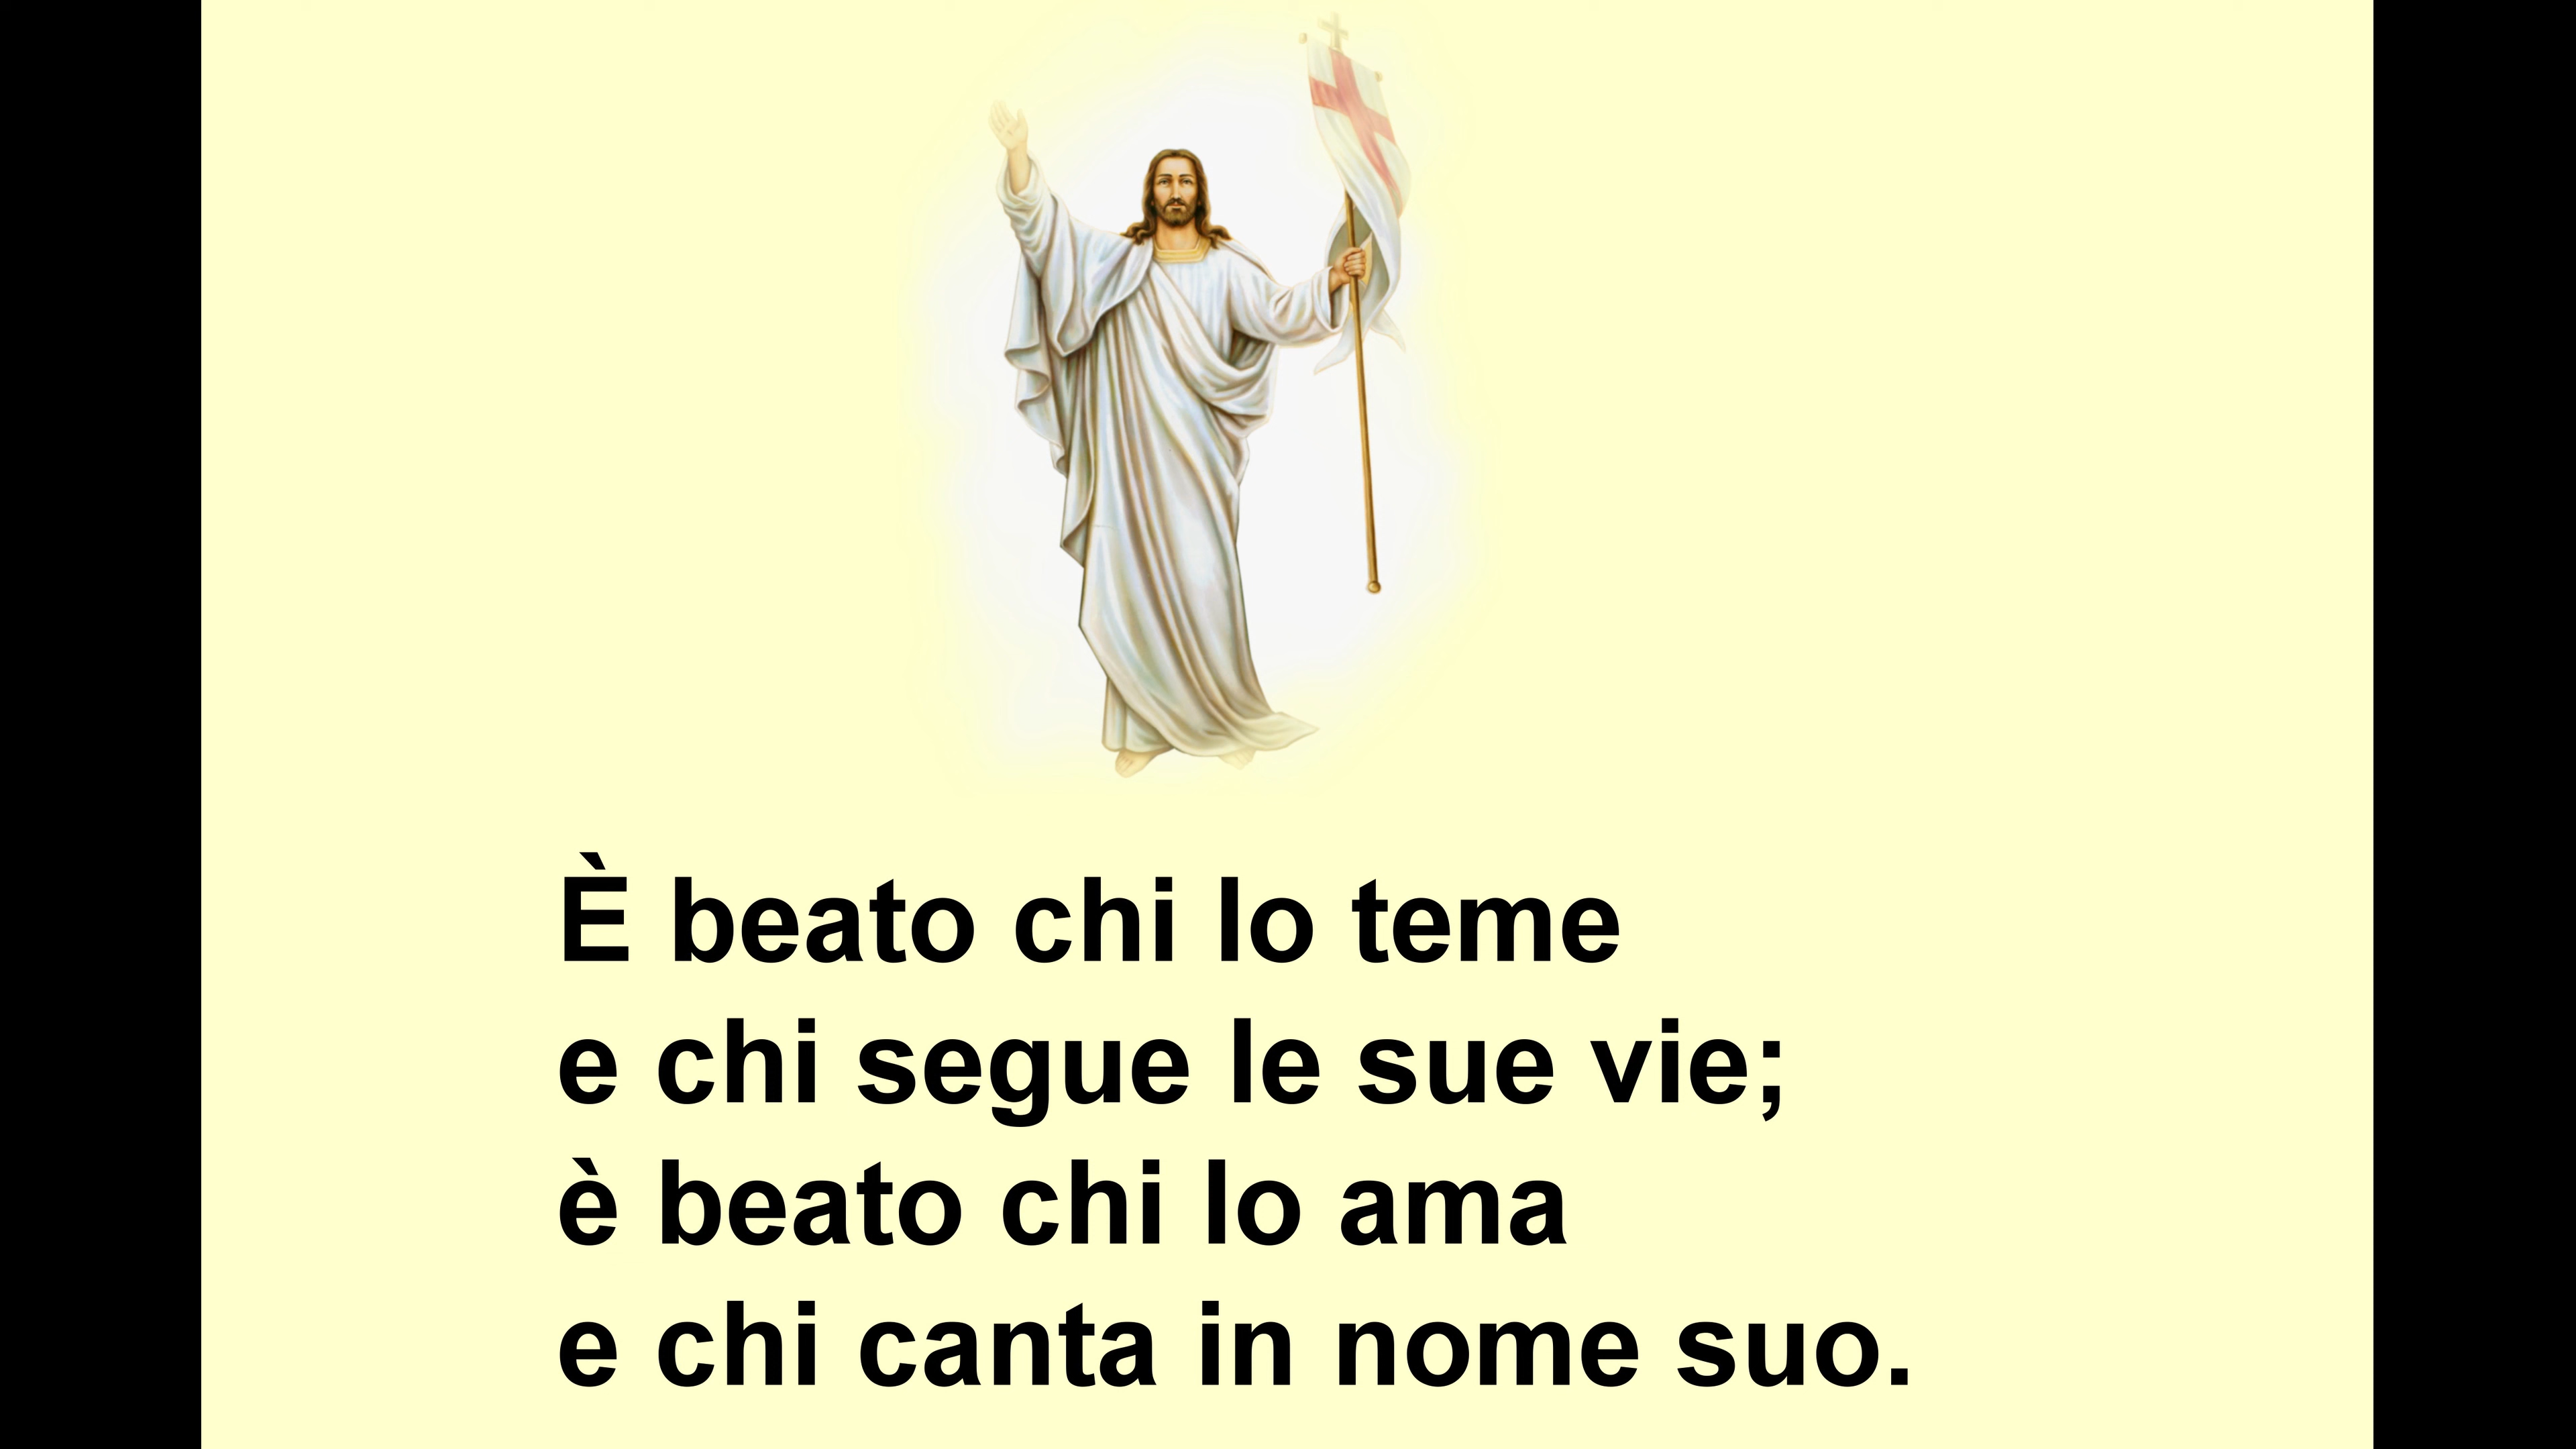 È beato chi lo teme
e chi segue le sue vie;
è beato chi lo ama
e chi canta in nome suo.